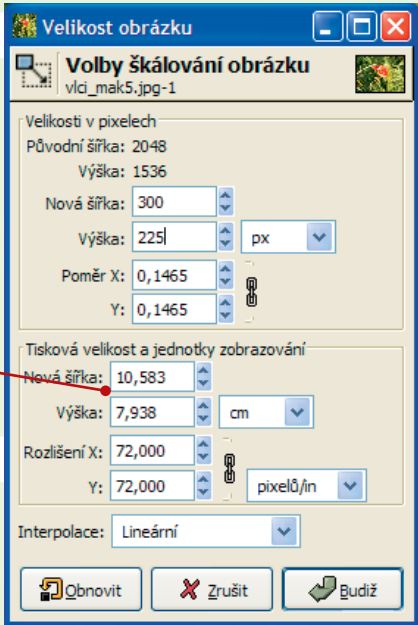 Velikost obrázku
Volby škálování obrázku
vlci_mak5.jpg-1
Velikosti v pixelech
Původní šířka: 2048
Výška: 1536
Nová šířka: 300
Výška: 225 px
Poměr X: 0,1465
Y: 0,1465
Tisková velikost a jednotky zobrazování
Nová šířka: 10,583
Výška: 7,938 cm
Rozlišení X: 72,000
Y: 72,000 pixelů/in
Interpolace: Lineární
Obnovit Zrušit Budiž